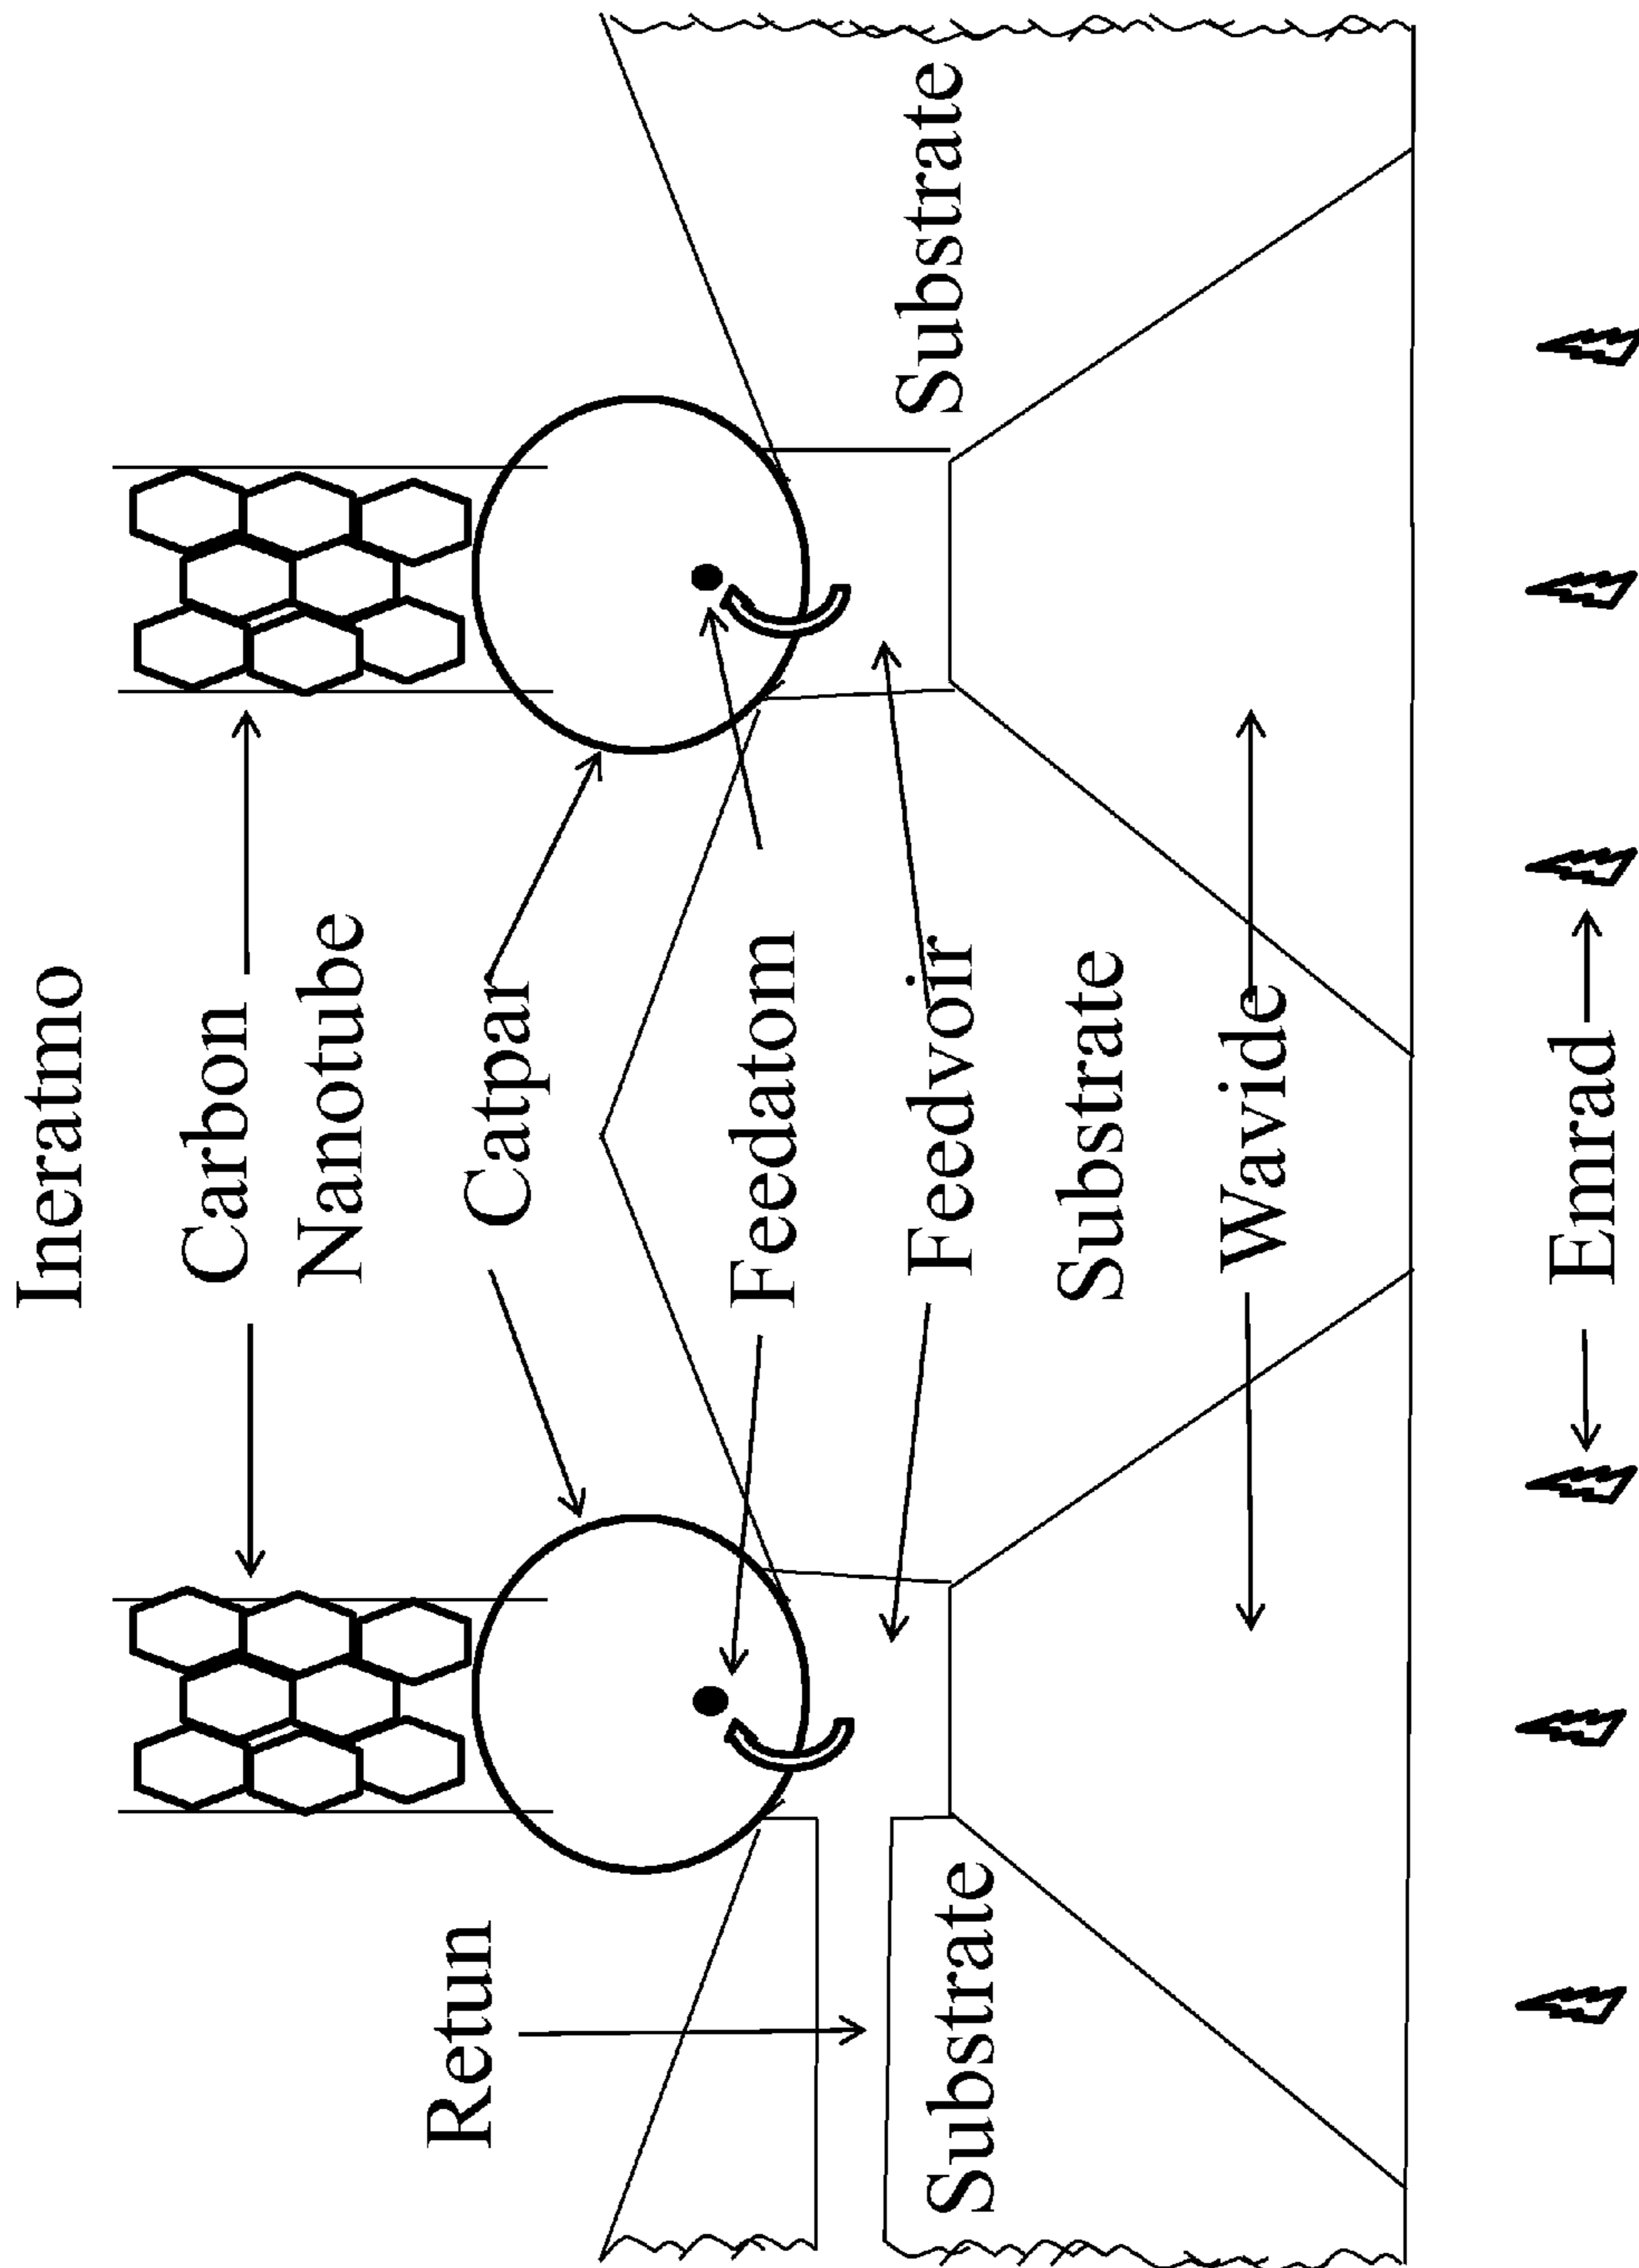 Ineratmo
Carbon
Nanotube
Catpar
Retun
Feedatom
Feedvoir
Substrate
Substrate
Substrate
Wavide
Emrad